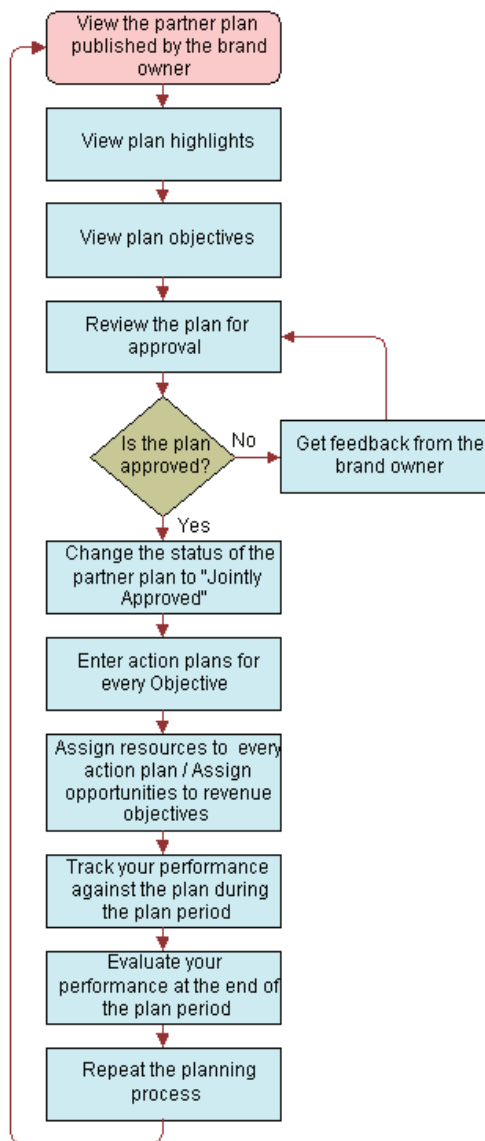 View the partner plan
published by the brand
owner
View plan highlights
View plan objectives
Review the plan for
approval
Is the plan
approved?
No
Get feedback from the
brand owner
Yes
Change the status of the
partner plan to "Jointly
Approved"
Enter action plans for
every Objective
Assign resources to every
action plan / Assign
opportunities to revenue
objectives
Track your performance
against the plan during
the plan period
Evaluate your
performance at the end of
the plan period
Repeat the planning
process